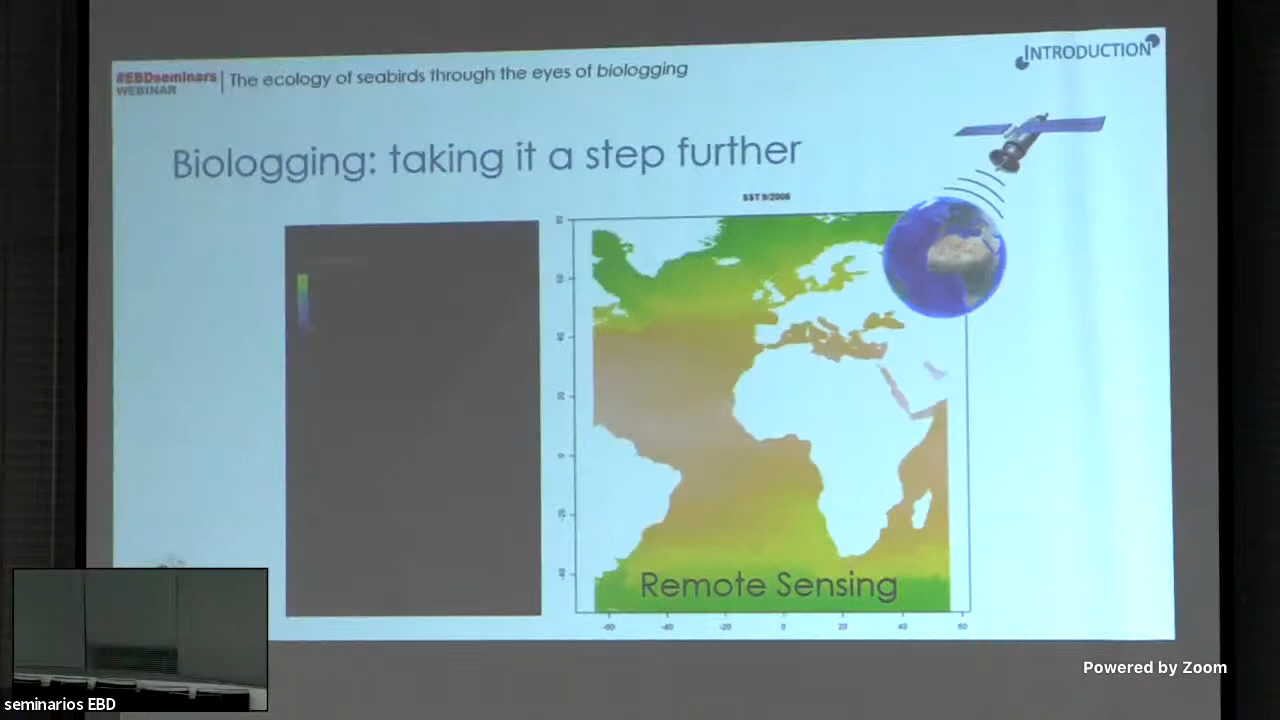 #EBDseminars
WEBINAR
The ecology of seabirds through the eyes of biologging
INTRODUCTION
Biologging: taking it a step further
SST 9/2006
Remote Sensing
-60 -40 -20 0 20 40 60
Powered by Zoom
seminarios EBD